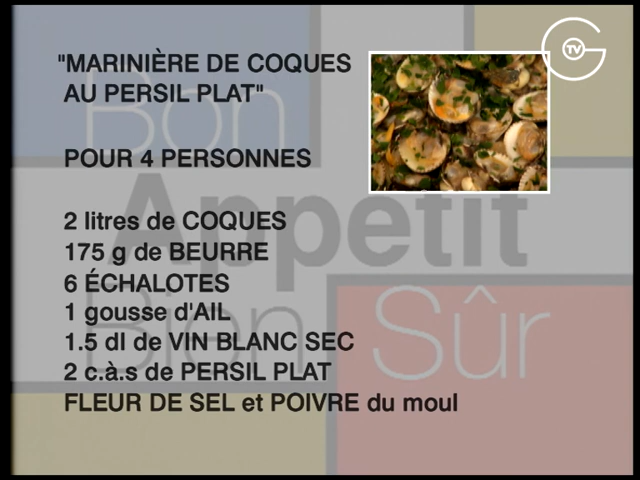 "MARINIÈRE DE COQUES
AU PERSIL PLAT"
POUR 4 PERSONNES
2 litres de COQUES
175 g de BEURRE
6 ÉCHALOTES
1 gousse d'AIL
1.5 dl de VIN BLANC SEC
2 c.à.s de PERSIL PLAT
FLEUR DE SEL et POIVRE du moul
Bon
Appétit
Bien
Sûr
G TV